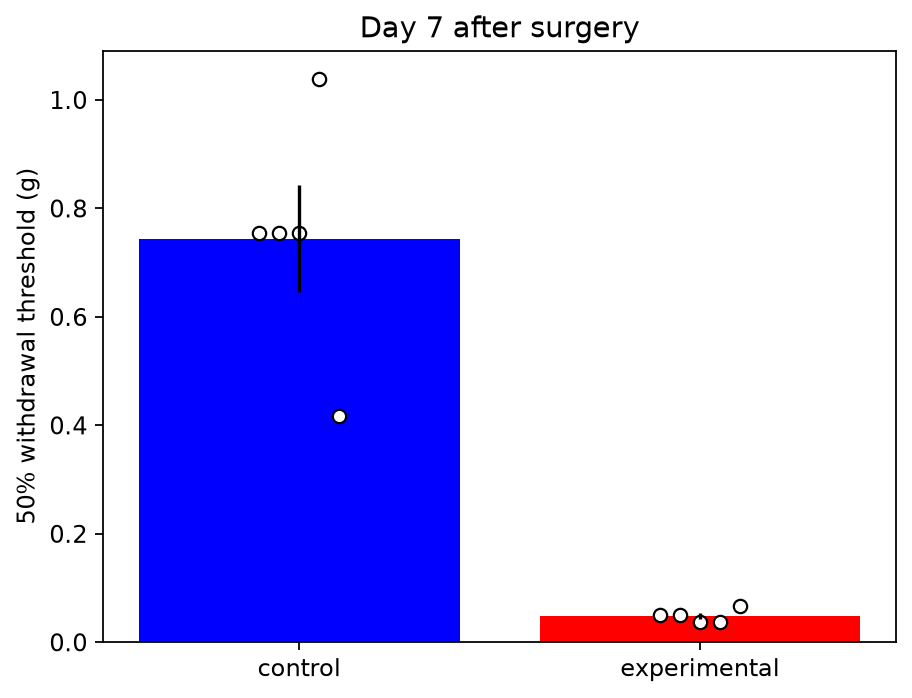 Day 7 after surgery
50% withdrawal threshold (g)
1.0
0.8
0.6
0.4
0.2
0.0
control
experimental